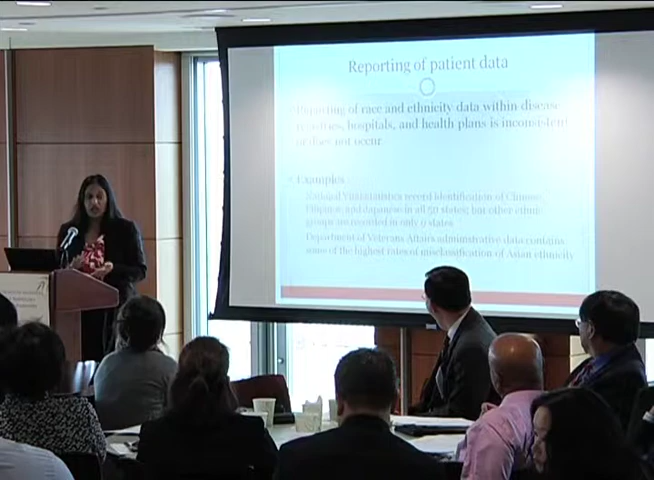 Reporting of patient data
Reporting of race and ethnicity data within disease
registries, hospitals, and health plans is inconsistent
or does not occur
• Examples
National Vital Statistics record identification of Chinese,
Filipino, and Japanese in all 50 states; but other ethnic
groups are recorded in only 9 states
Department of Veterans Affairs administrative data contains
some of the highest rates of misclassification of Asian ethnicity